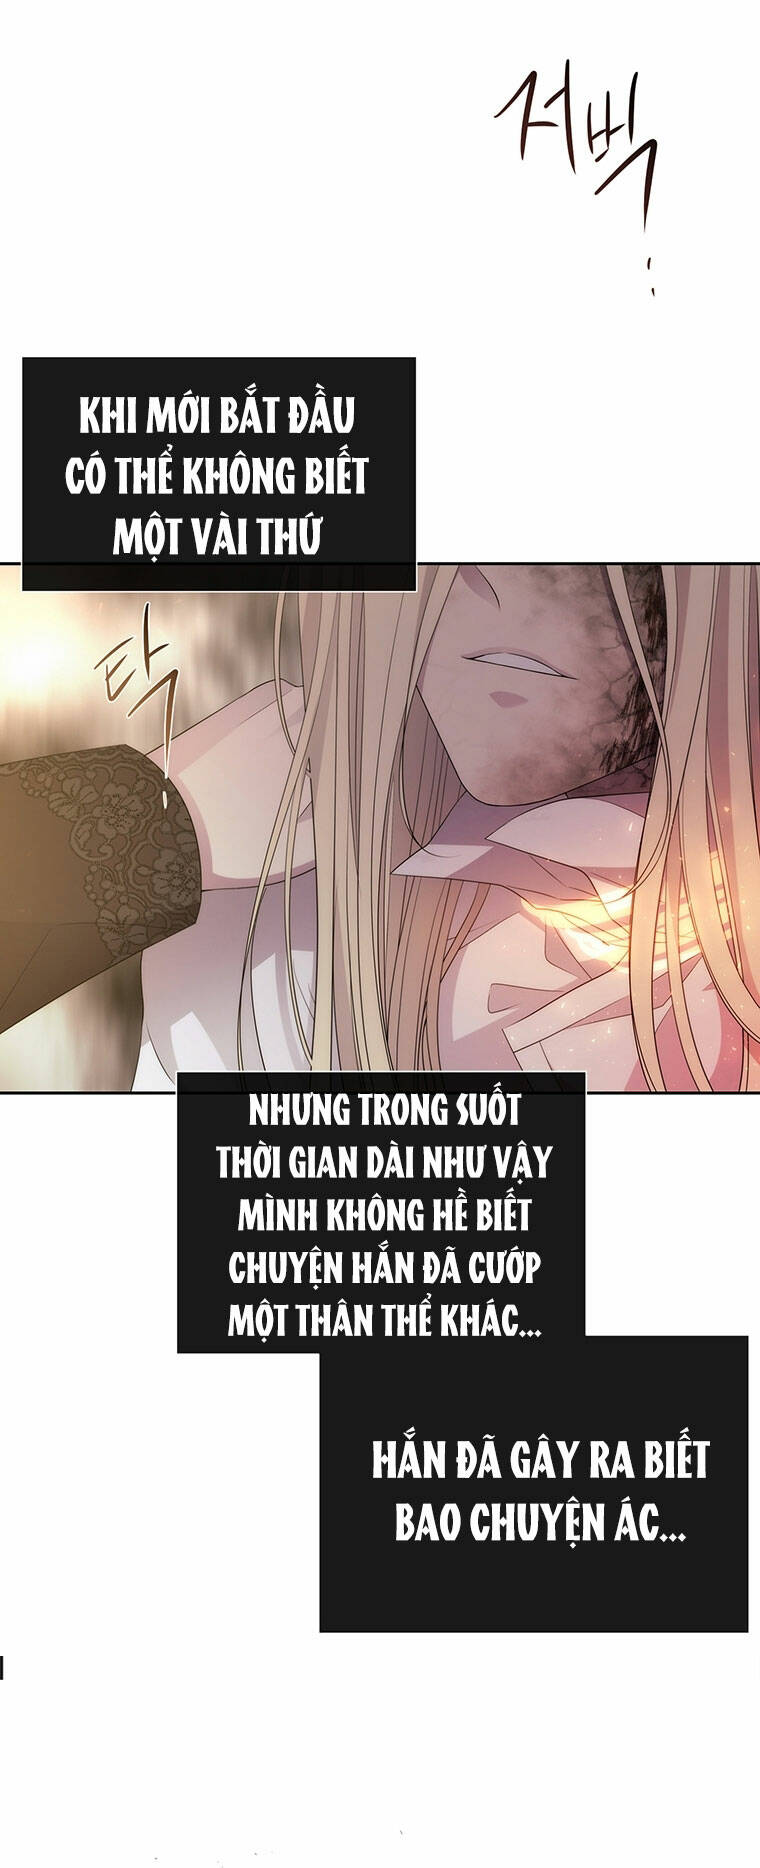 저벅
KHI MỚI BẮT ĐẦU
CÓ THỂ KHÔNG BIẾT
MỘT VÀI THỨ
탁
NHƯNG TRONG SUỐT
THỜI GIAN DÀI NHƯ VẬY
MÌNH KHÔNG HỀ BIẾT
CHUYỆN HẮN ĐÃ CƯỚP
MỘT THÂN THỂ KHÁC...
HẮN ĐÃ GÂY RA BIẾT
BAO CHUYỆN ÁC...